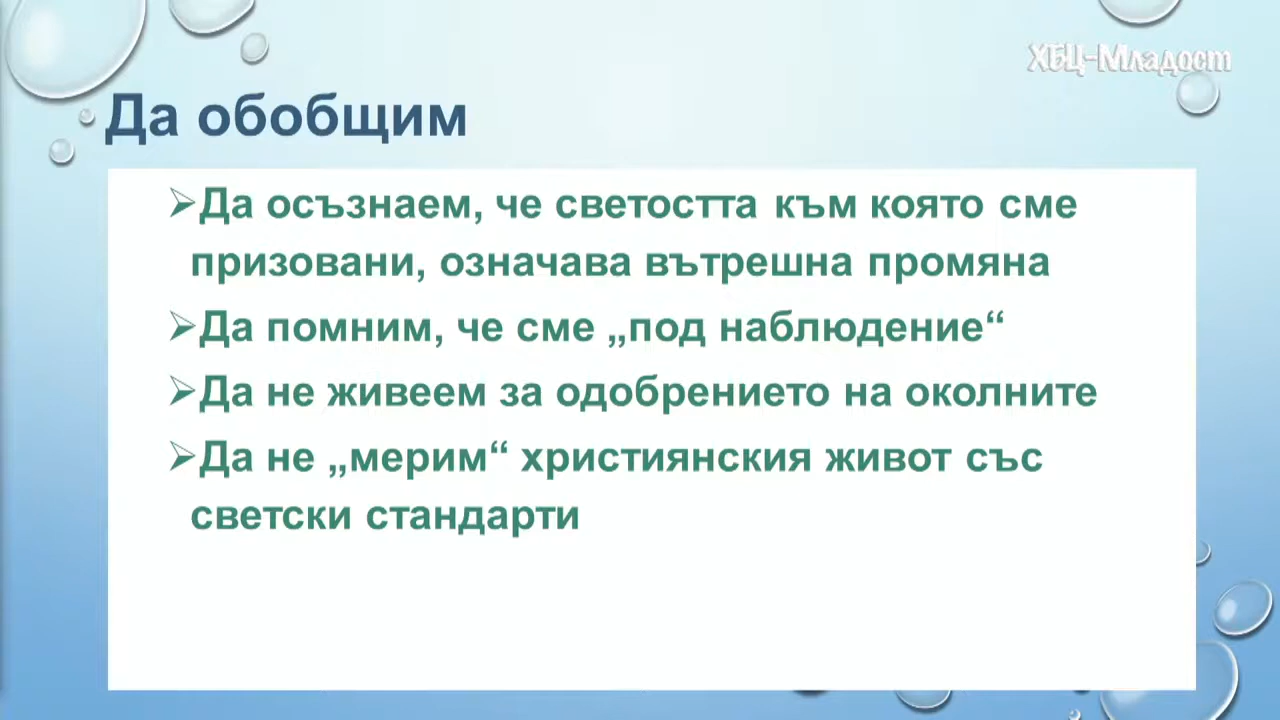 ХБЦ-Младост
Да обобщим
➢Да осъзнаем, че светостта към която сме
призовани, означава вътрешна промяна
➢Да помним, че сме „под наблюдение“
➢Да не живеем за одобрението на околните
➢Да не „мерим“ християнския живот със
светски стандарти